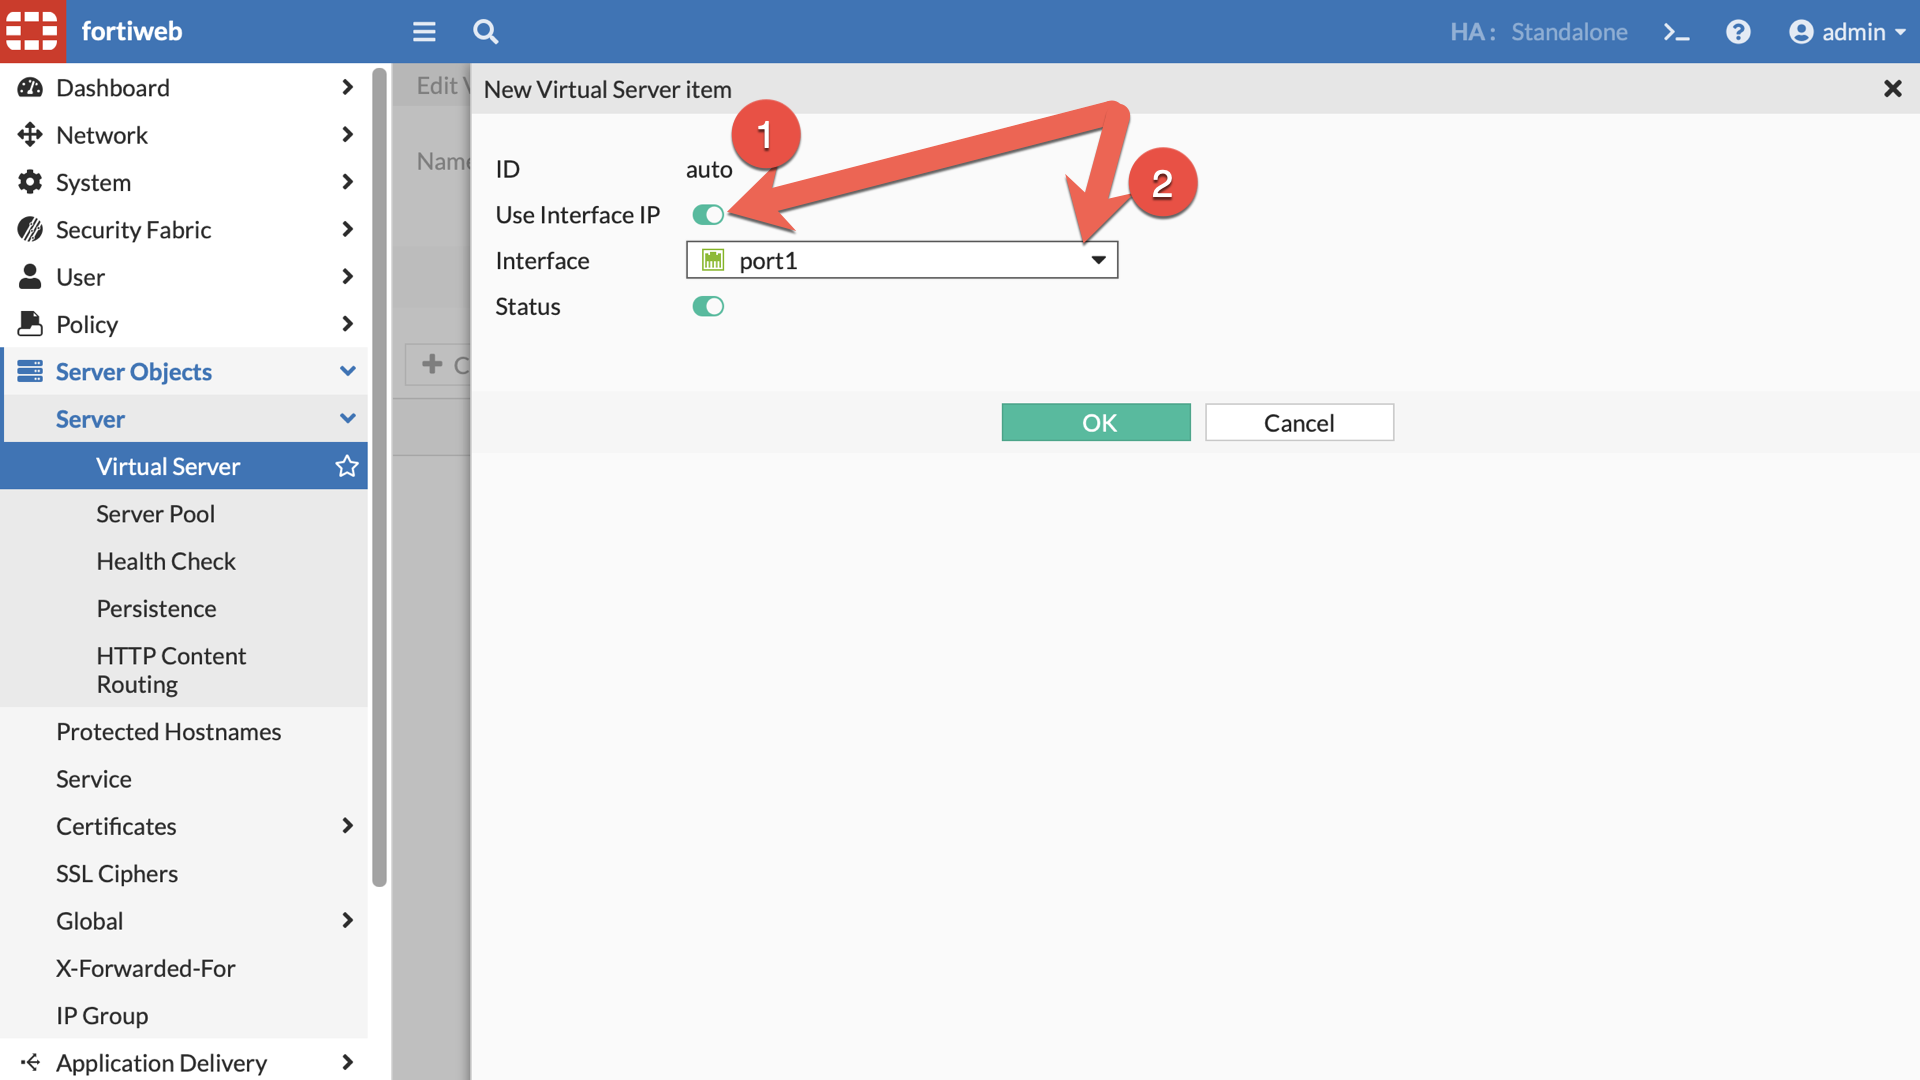 fortiweb
HA: Standalone
admin
Dashboard
Network
System
Security Fabric
User
Policy
Server Objects
Server
Virtual Server
Server Pool
Health Check
Persistence
HTTP Content
Routing
Protected Hostnames
Service
Certificates
SSL Ciphers
Global
X-Forwarded-For
IP Group
Application Delivery
Edit V
Name
C
New Virtual Server item
1
ID auto
2
Use Interface IP
Interface port1
Status
OK Cancel